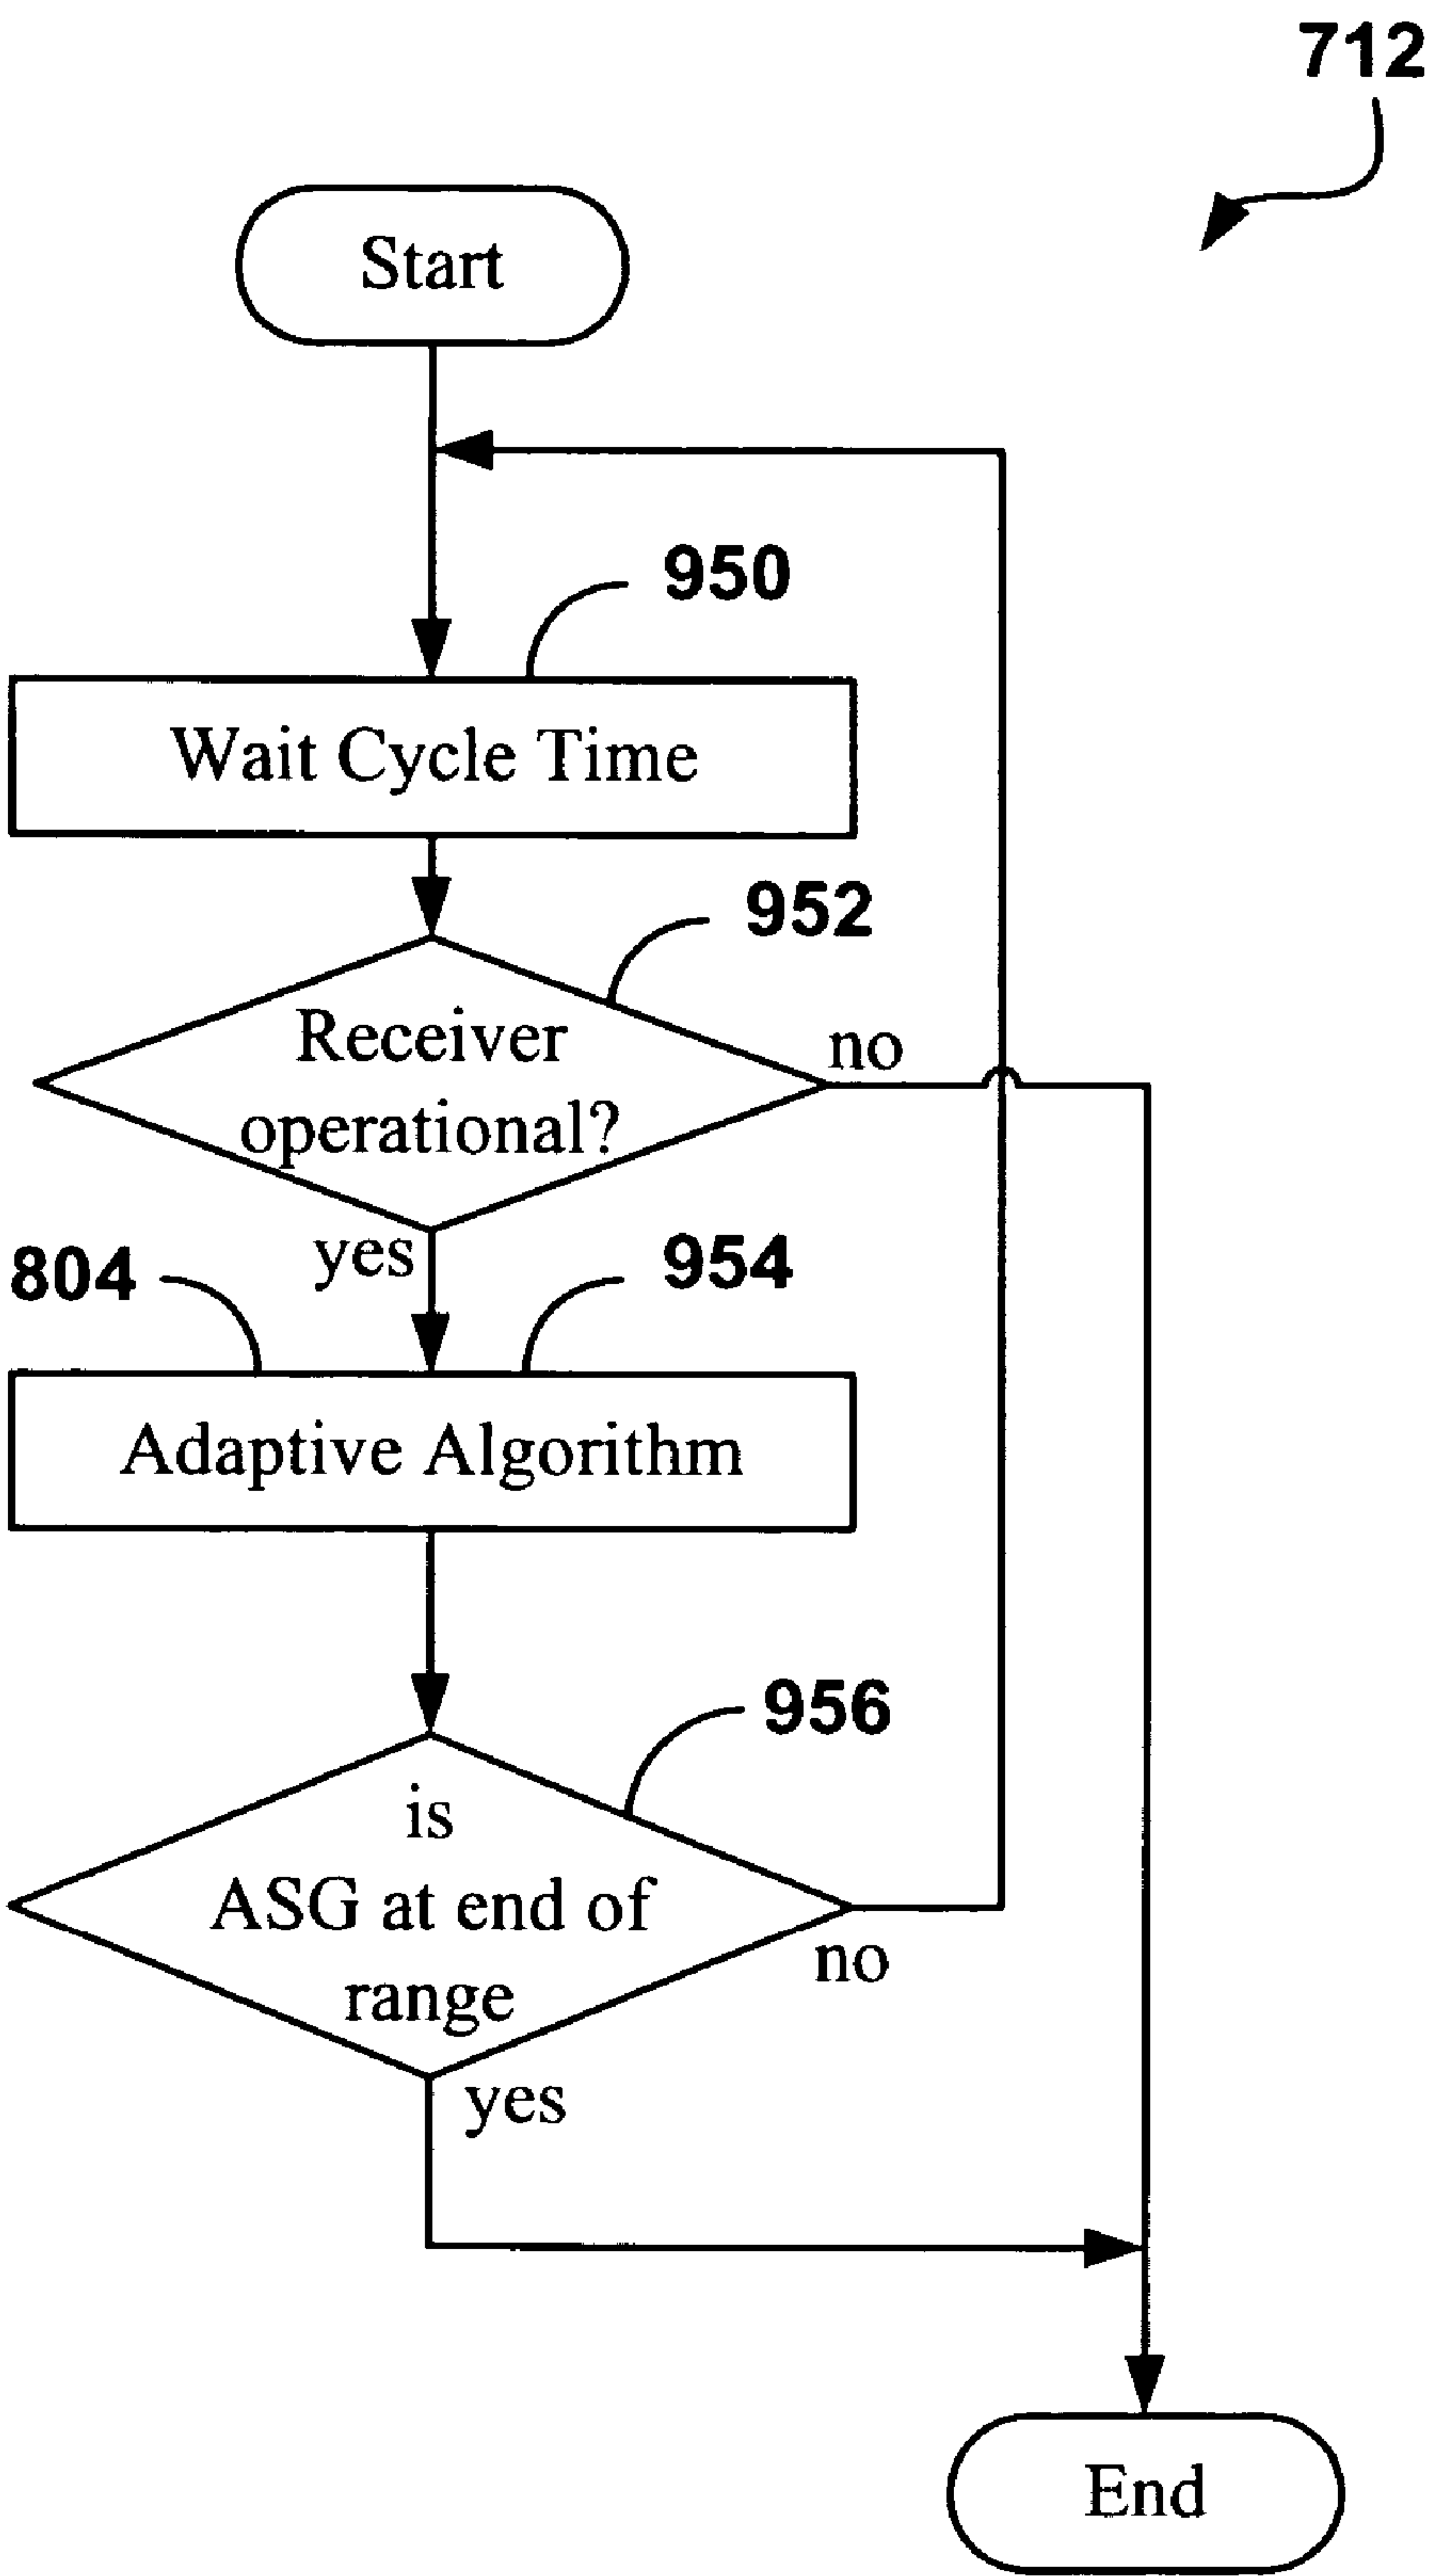 712
Start
950
Wait Cycle Time
952
Receiver
operational?
no
yes
804
954
Adaptive Algorithm
956
is
ASG at end of
range
no
yes
End